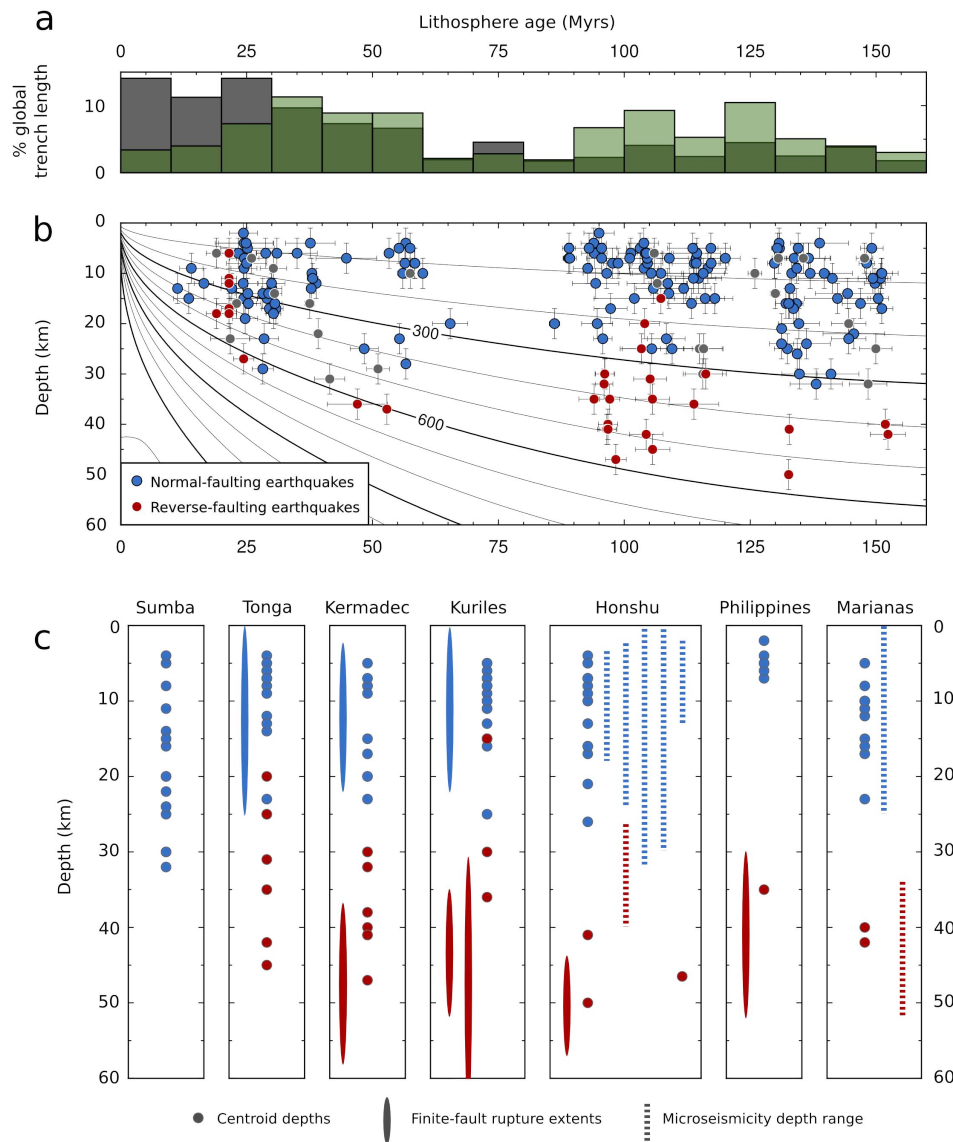 a
Lithosphere age (Myrs)
0 25 50 75 100 125 150
% global
trench length
10
0
b
Depth (km)
0
10
20
30
40
50
60
300
600
Normal-faulting earthquakes
Reverse-faulting earthquakes
0 25 50 75 100 125 150
c
Sumba Tonga Kermadec Kuriles Honshu Philippines Marianas
Depth (km)
0 0
10 10
20 20
30 30
40 40
50 50
60 60
Centroid depths Finite-fault rupture extents Microseismicity depth range